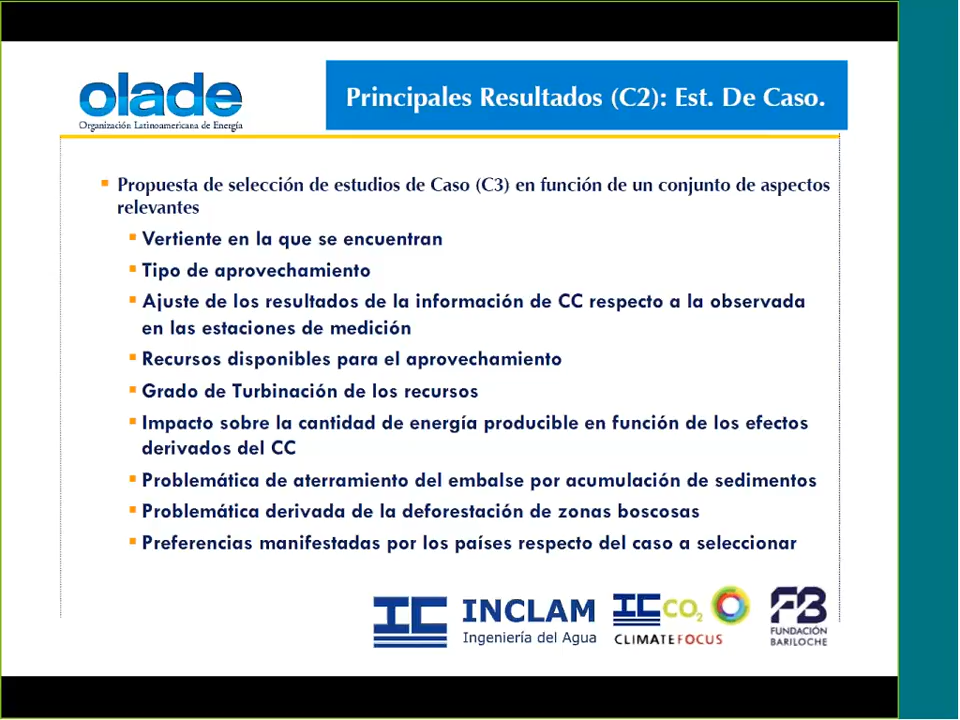 olade
Organización Latinoamericana de Energía
Principales Resultados (C2): Est. De Caso.
Propuesta de selección de estudios de Caso (C3) en función de un conjunto de aspectos
relevantes
Vertiente en la que se encuentran
Tipo de aprovechamiento
Ajuste de los resultados de la información de CC respecto a la observada
en las estaciones de medición
Recursos disponibles para el aprovechamiento
Grado de Turbinación de los recursos
Impacto sobre la cantidad de energía producible en función de los efectos
derivados del CC
Problemática de aterramiento del embalse por acumulación de sedimentos
Problemática derivada de la deforestación de zonas boscosas
Preferencias manifestadas por los países respecto del caso a seleccionar
IC INCLAM
Ingeniería del Agua
IC CO2
CLIMATEFOCUS
FB
FUNDACIÓN
BARILOCHE